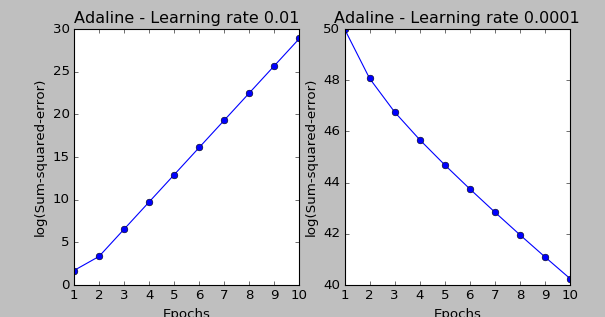 Adaline - Learning rate 0.01
log(Sum-squared-error)
30
25
20
15
10
5
0
1 2 3 4 5 6 7 8 9 10
Epochs
Adaline - Learning rate 0.0001
log(Sum-squared-error)
50
48
46
44
42
40
1 2 3 4 5 6 7 8 9 10
Epochs